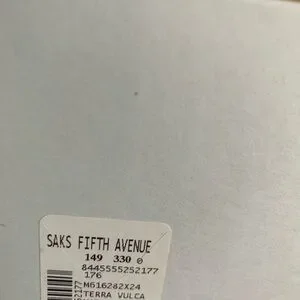 SAKS FIFTH AVENUE
149 330 0
8445555252177
176
M616282X24
TERRA VULCA